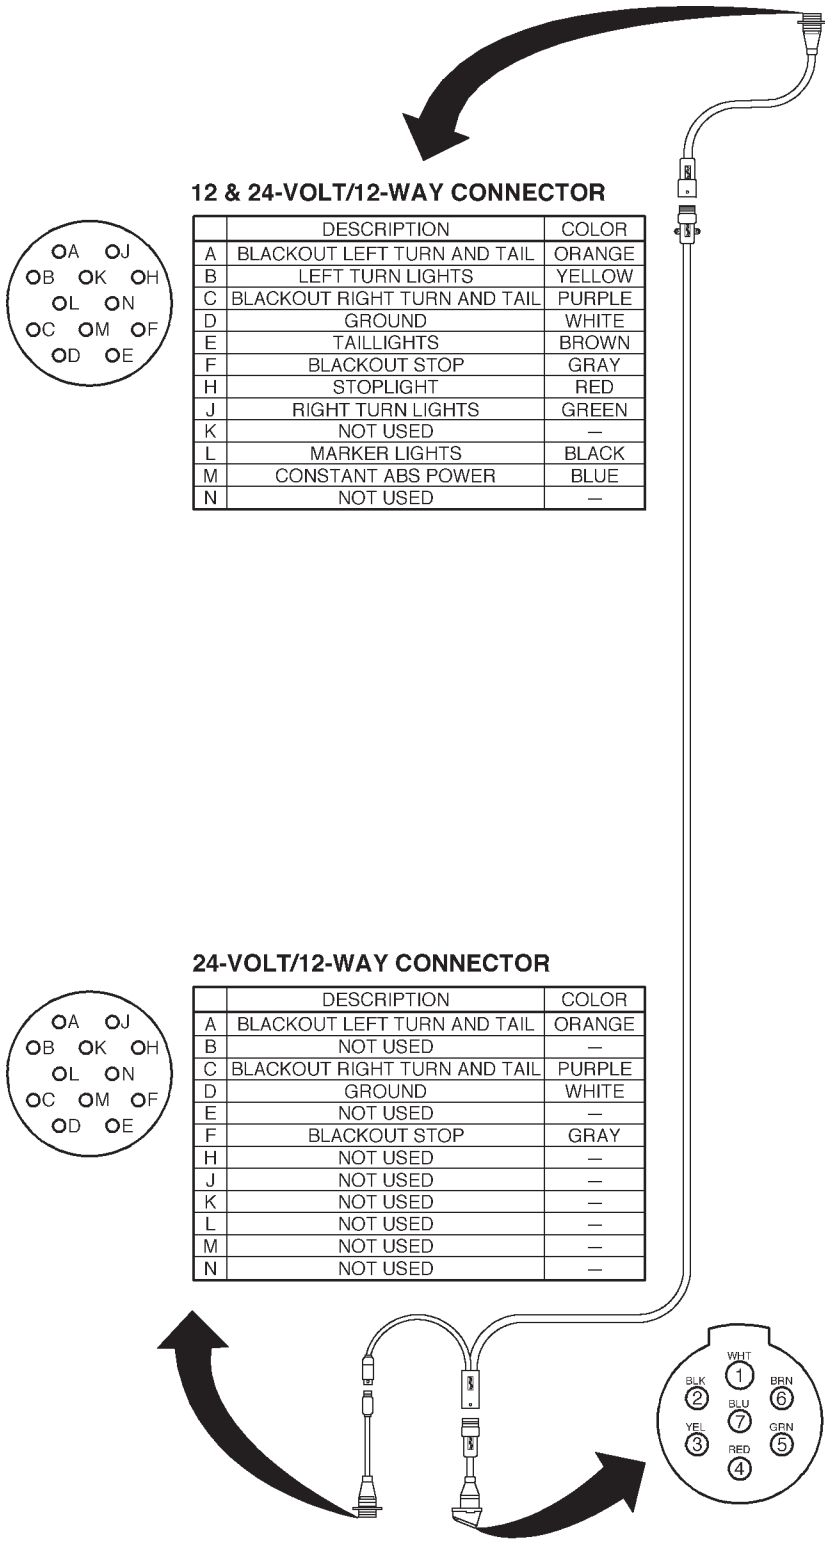 12 & 24-VOLT/12-WAY CONNECTOR
DESCRIPTION COLOR
A BLACKOUT LEFT TURN AND TAIL ORANGE
B LEFT TURN LIGHTS YELLOW
C BLACKOUT RIGHT TURN AND TAIL PURPLE
D GROUND WHITE
E TAILLIGHTS BROWN
F BLACKOUT STOP GRAY
H STOPLIGHT RED
J RIGHT TURN LIGHTS GREEN
K NOT USED —
L MARKER LIGHTS BLACK
M CONSTANT ABS POWER BLUE
N NOT USED —
A J
B K H
L N
C M F
D E
24-VOLT/12-WAY CONNECTOR
DESCRIPTION COLOR
A BLACKOUT LEFT TURN AND TAIL ORANGE
B NOT USED —
C BLACKOUT RIGHT TURN AND TAIL PURPLE
D GROUND WHITE
E NOT USED —
F BLACKOUT STOP GRAY
H NOT USED —
J NOT USED —
K NOT USED —
L NOT USED —
M NOT USED —
N NOT USED —
A J
B K H
L N
C M F
D E
WHT
1
BLK BRN
2 6
BLU
7
YEL GRN
3 5
RED
4